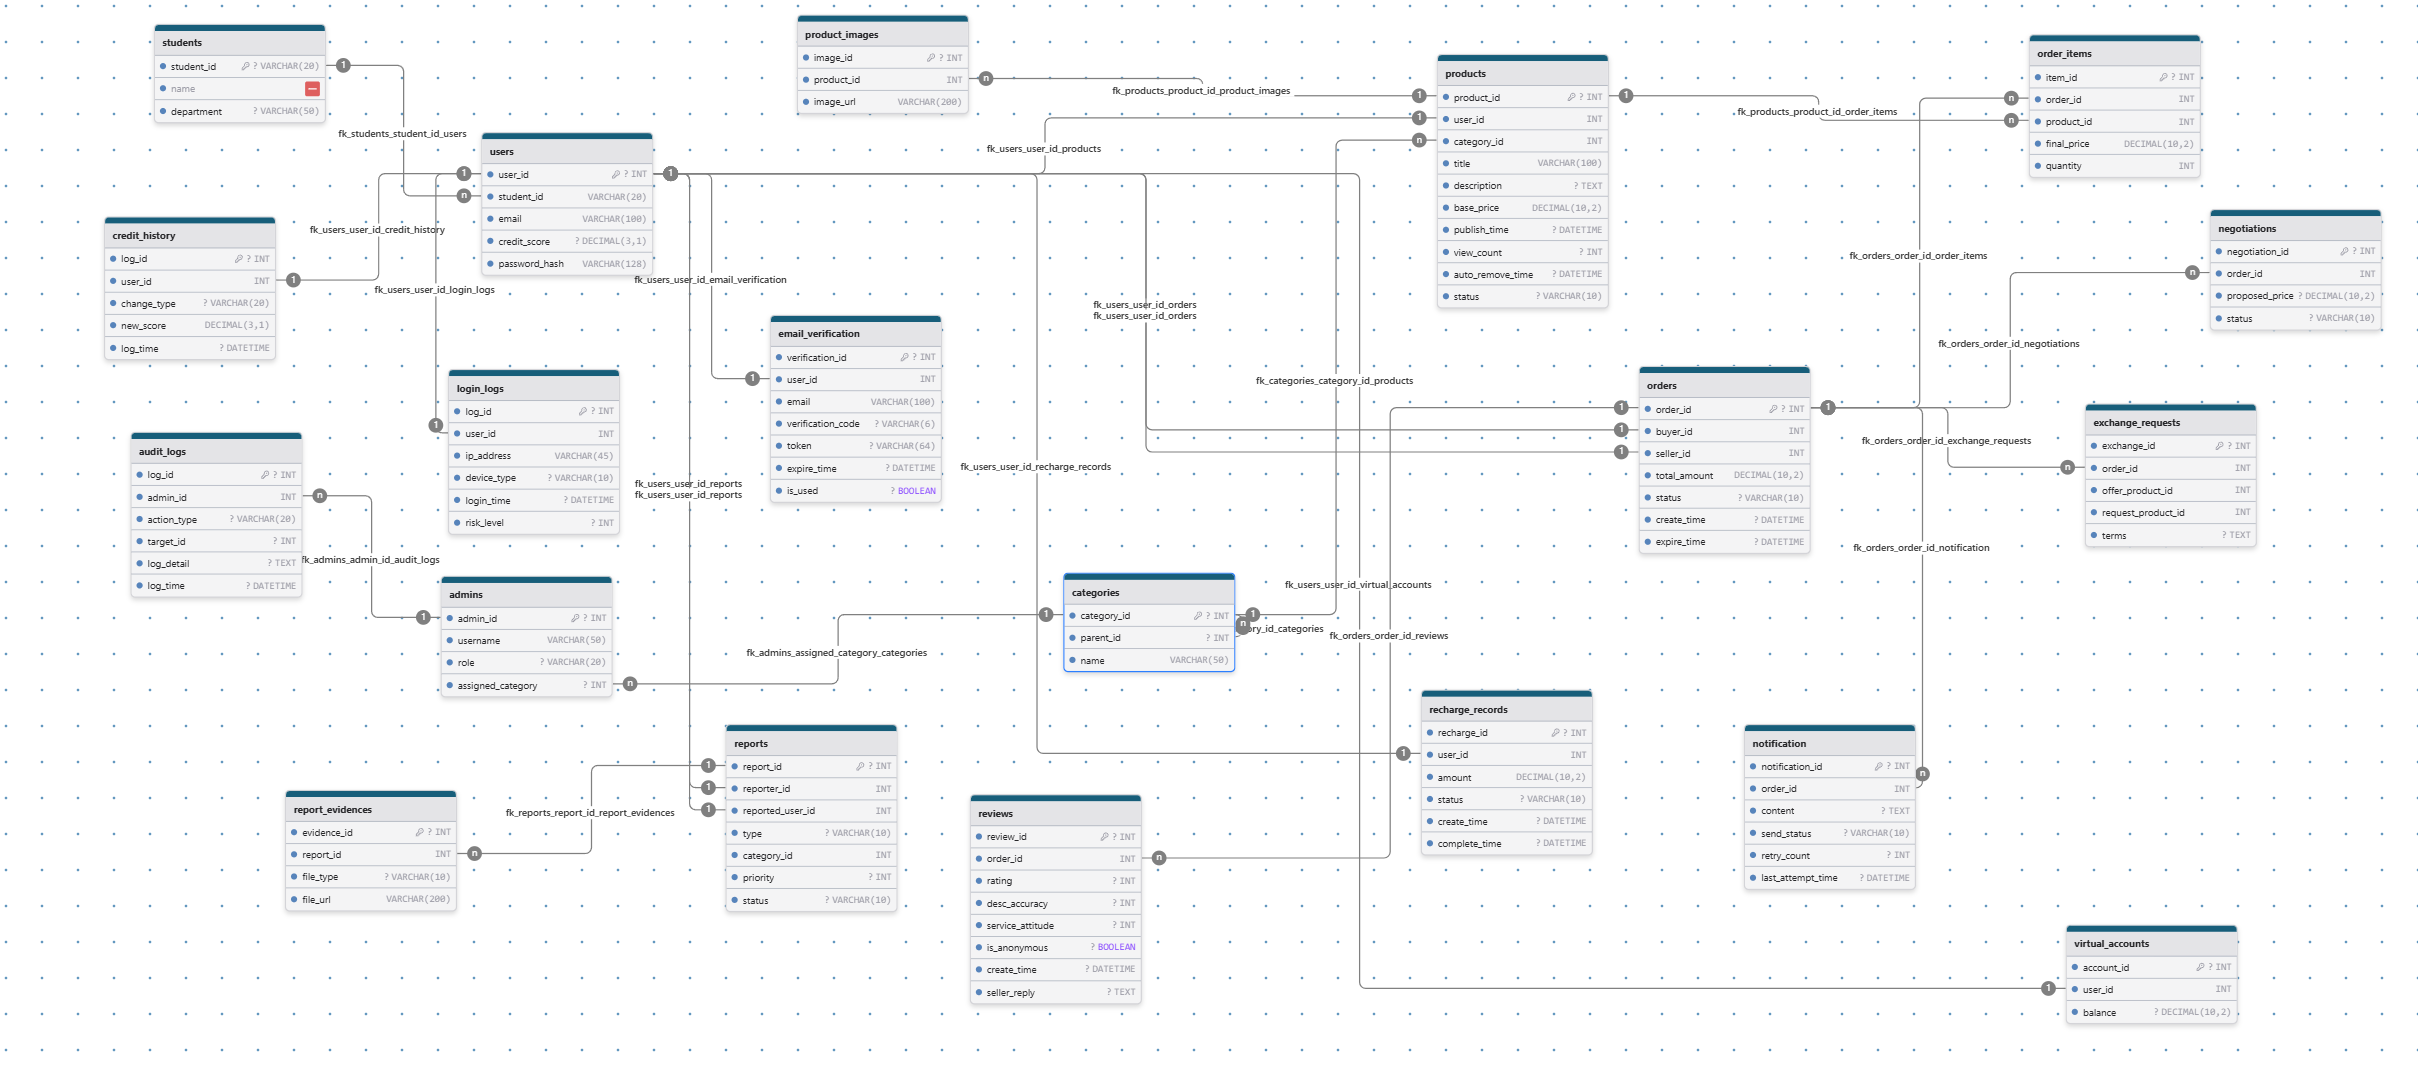 students
student_id ? VARCHAR(20)
name
department ? VARCHAR(50)
fk_students_student_id_users
users
user_id ? INT
student_id VARCHAR(20)
email VARCHAR(100)
credit_score ? DECIMAL(3,1)
password_hash VARCHAR(128)
credit_history
log_id ? INT
user_id INT
change_type ? VARCHAR(20)
new_score DECIMAL(3,1)
log_time ? DATETIME
fk_users_user_id_credit_history
fk_users_user_id_login_logs
login_logs
log_id ? INT
user_id INT
ip_address VARCHAR(45)
device_type ? VARCHAR(10)
login_time ? DATETIME
risk_level ? INT
audit_logs
log_id ? INT
admin_id INT
action_type ? VARCHAR(20)
target_id ? INT
log_detail ? TEXT
log_time ? DATETIME
fk_admins_admin_id_audit_logs
admins
admin_id ? INT
username VARCHAR(50)
role ? VARCHAR(20)
assigned_category ? INT
fk_admins_assigned_category_categories
report_evidences
evidence_id ? INT
report_id INT
file_type ? VARCHAR(10)
file_url VARCHAR(200)
fk_reports_report_id_report_evidences
reports
report_id ? INT
reporter_id INT
reported_user_id INT
type ? VARCHAR(10)
category_id INT
priority ? INT
status ? VARCHAR(10)
fk_users_user_id_reports
fk_users_user_id_reports
product_images
image_id ? INT
product_id INT
image_url VARCHAR(200)
fk_products_product_id_product_images
fk_users_user_id_products
fk_users_user_id_email_verification
email_verification
verification_id ? INT
user_id INT
email VARCHAR(100)
verification_code ? VARCHAR(6)
token ? VARCHAR(64)
expire_time ? DATETIME
is_used ? BOOLEAN
fk_users_user_id_orders
fk_users_user_id_orders
fk_users_user_id_recharge_records
fk_categories_category_id_products
categories
category_id ? INT
parent_id ? INT
name VARCHAR(50)
ory_id_categories
fk_users_user_id_virtual_accounts
fk_orders_order_id_reviews
reviews
review_id ? INT
order_id INT
rating ? INT
desc_accuracy ? INT
service_attitude ? INT
is_anonymous ? BOOLEAN
create_time ? DATETIME
seller_reply ? TEXT
products
product_id ? INT
user_id INT
category_id INT
title VARCHAR(100)
description ? TEXT
base_price DECIMAL(10,2)
publish_time ? DATETIME
view_count ? INT
auto_remove_time ? DATETIME
status ? VARCHAR(10)
fk_products_product_id_order_items
order_items
item_id ? INT
order_id INT
product_id INT
final_price DECIMAL(10,2)
quantity INT
fk_orders_order_id_order_items
negotiations
negotiation_id ? INT
order_id INT
proposed_price ? DECIMAL(10,2)
status ? VARCHAR(10)
fk_orders_order_id_negotiations
orders
order_id ? INT
buyer_id INT
seller_id INT
total_amount DECIMAL(10,2)
status ? VARCHAR(10)
create_time ? DATETIME
expire_time ? DATETIME
fk_orders_order_id_exchange_requests
exchange_requests
exchange_id ? INT
order_id INT
offer_product_id INT
request_product_id INT
terms ? TEXT
fk_orders_order_id_notification
recharge_records
recharge_id ? INT
user_id INT
amount DECIMAL(10,2)
status ? VARCHAR(10)
create_time ? DATETIME
complete_time ? DATETIME
notification
notification_id ? INT
order_id INT
content ? TEXT
send_status ? VARCHAR(10)
retry_count ? INT
last_attempt_time ? DATETIME
virtual_accounts
account_id ? INT
user_id INT
balance ? DECIMAL(10,2)